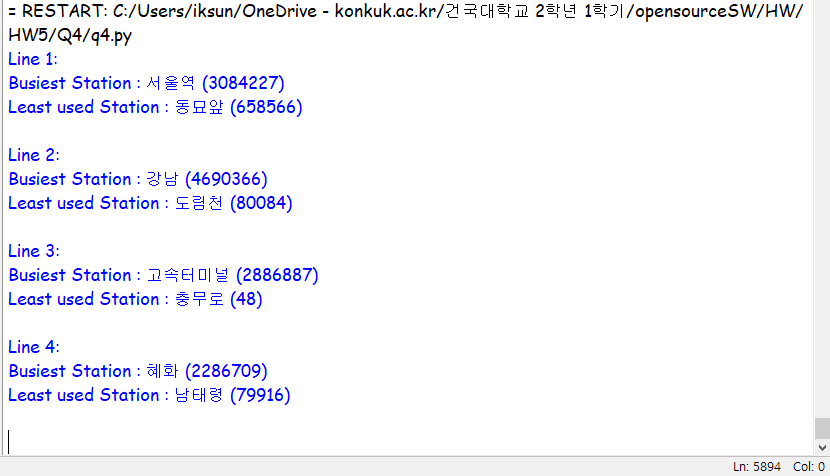 = RESTART: C:/Users/iksun/OneDrive - konkuk.ac.kr/건국대학교 2학년 1학기/opensourceSW/HW/
HW5/Q4/q4.py
Line 1:
Busiest Station : 서울역 (3084227)
Least used Station : 동묘앞 (658566)
Line 2:
Busiest Station : 강남 (4690366)
Least used Station : 도림천 (80084)
Line 3:
Busiest Station : 고속터미널 (2886887)
Least used Station : 충무로 (48)
Line 4:
Busiest Station : 혜화 (2286709)
Least used Station : 남태령 (79916)
Ln: 5894 Col: 0